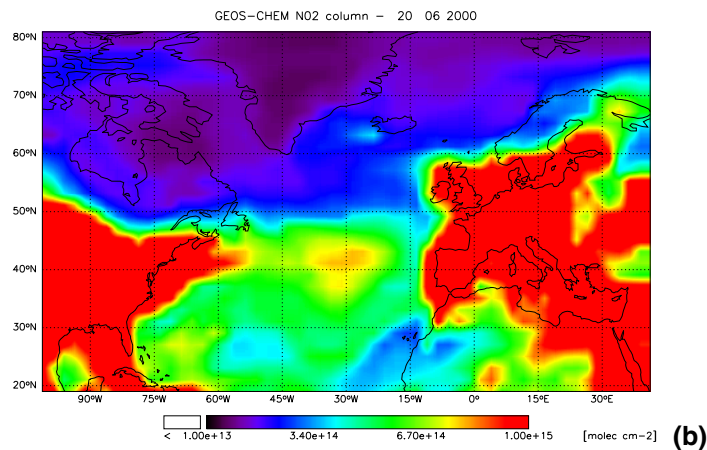 GEOS-CHEM NO2 column - 20 06 2000
80°N
70°N
60°N
50°N
40°N
30°N
20°N
90°W 75°W 60°W 45°W 30°W 15°W 0°E 15°E 30°E
< 1.00e+13 3.40e+14 6.70e+14 1.00e+15 [molec cm-2] (b)